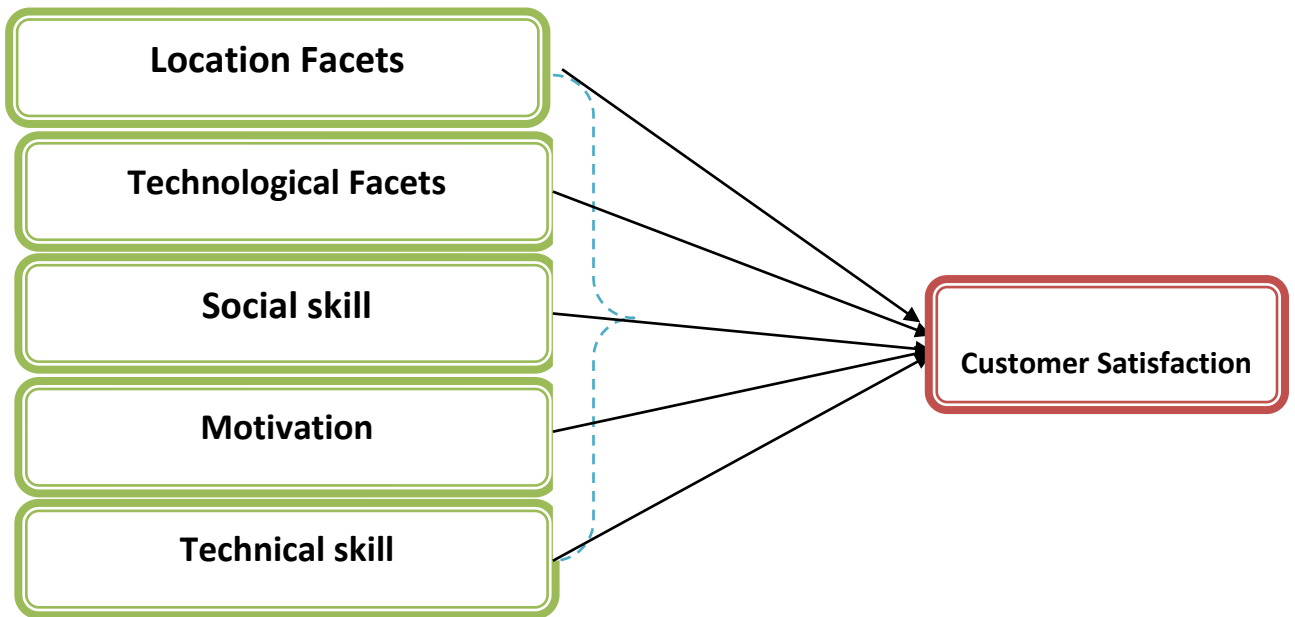 Location Facets
Technological Facets
Social skill
Customer Satisfaction
Motivation
Technical skill